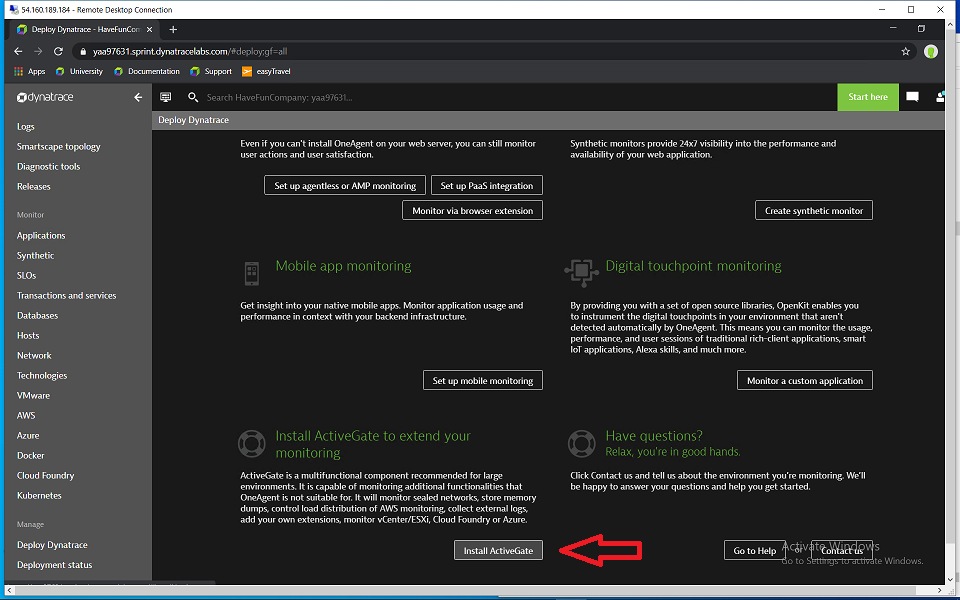 54.160.189.184 - Remote Desktop Connection
Deploy Dynatrace - HaveFunCom
yaa97631.sprint.dynatracelabs.com/#deploy;gf=all
Apps
University
Documentation
Support
easyTravel
dynatrace
Search HaveFunCompany: yaa97631...
Start here
Deploy Dynatrace
Logs
Smartscape topology
Diagnostic tools
Releases
Monitor
Applications
Synthetic
SLOs
Transactions and services
Databases
Hosts
Network
Technologies
VMware
AWS
Azure
Docker
Cloud Foundry
Kubernetes
Manage
Deploy Dynatrace
Deployment status
Even if you can't install OneAgent on your web server, you can still monitor
user actions and user satisfaction.
Set up agentless or AMP monitoring
Set up PaaS integration
Monitor via browser extension
Synthetic monitors provide 24x7 visibility into the performance and
availability of your web application.
Create synthetic monitor
Mobile app monitoring
Get insight into your native mobile apps. Monitor application usage and
performance in context with your backend infrastructure.
Set up mobile monitoring
Digital touchpoint monitoring
By providing you with a set of open source libraries, OpenKit enables you
to instrument the digital touchpoints in your environment that aren't
detected automatically by OneAgent. This means you can monitor the usage,
performance, and user sessions of traditional rich-client applications, smart
IoT applications, Alexa skills, and much more.
Monitor a custom application
Install ActiveGate to extend your
monitoring
ActiveGate is a multifunctional component recommended for large
environments. It is capable of monitoring additional functionalities that
OneAgent is not suitable for. It will monitor sealed networks, store memory
dumps, control load distribution of AWS monitoring, collect external logs,
add your own extensions, monitor vCenter/ESXi, Cloud Foundry or Azure.
Install ActiveGate
Have questions?
Relax, you're in good hands.
Click Contact us and tell us about the environment you're monitoring. We'll
be happy to answer your questions and help you get started.
Go to Help
or
Contact us
Activate Windows
Go to Settings to activate Windows.